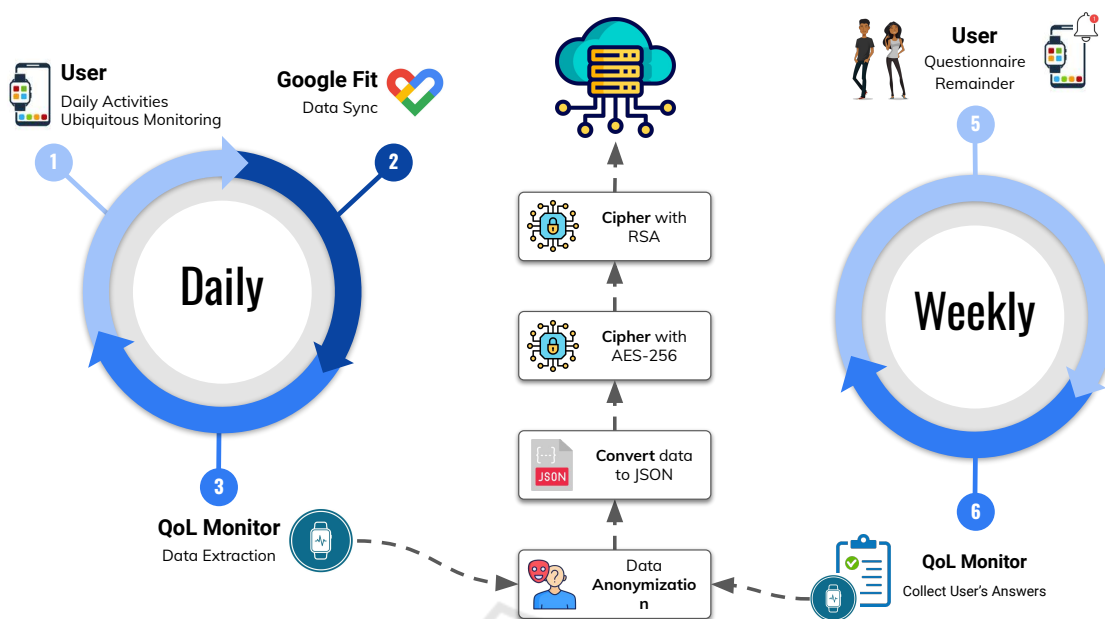 User
Daily Activities
Ubiquitous Monitoring
Google Fit
Data Sync
1
2
Daily
3
QoL Monitor
Data Extraction
Cipher with
RSA
Cipher with
AES-256
Convert data
to JSON
{...}
JSON
Data
Anonymizatio
n
User
Questionnaire
Remainder
5
Weekly
6
QoL Monitor
Collect User's Answers